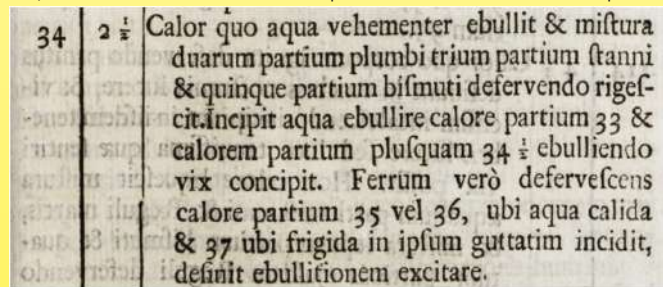 34 2 ½ Calor quo aqua vehementer ebullit & miſtura
duarum partium plumbi trium partium ſtanni
& quinque partium biſmuti defervendo rigeſ-
cit. Incipit aqua ebullire calore partium 33 &
calorem partium pluſquam 34 ½ ebulliendo
vix concipit. Ferrum verò deferveſcens
calore partium 35 vel 36, ubi aqua calida
& 37 ubi frigida in ipſum guttatim incidit,
deſinit ebullitionem excitare.